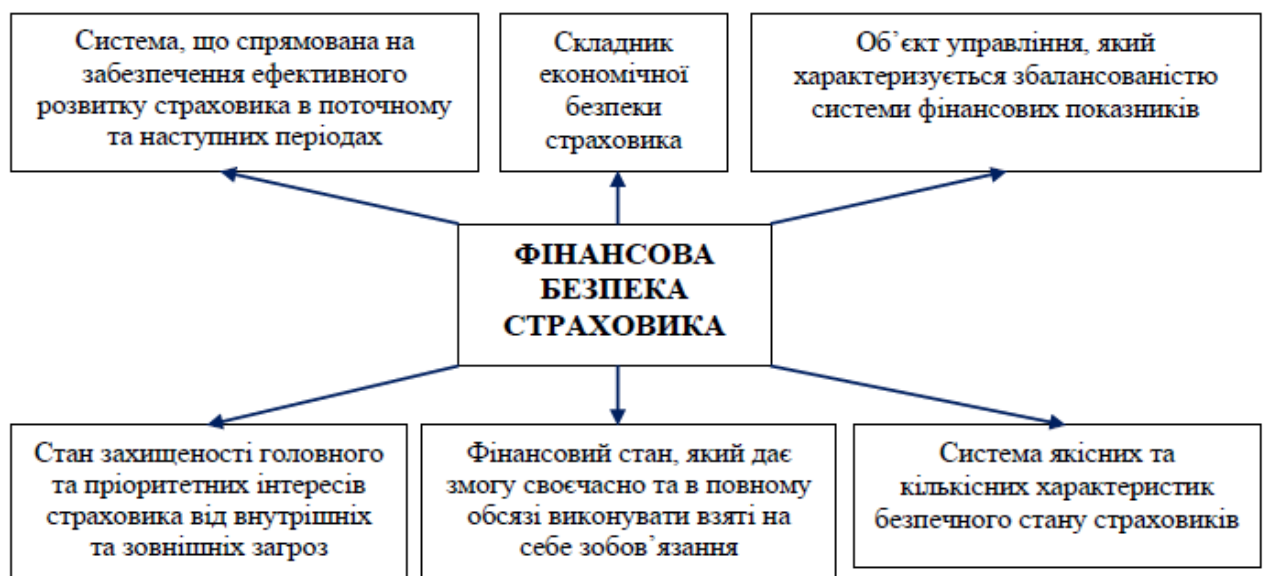 Система, що спрямована на
забезпечення ефективного
розвитку страховика в поточному
та наступних періодах
Складник
економічної
безпеки
страховика
Об’єкт управління, який
характеризується збалансованістю
системи фінансових показників
ФІНАНСОВА
БЕЗПЕКА
СТРАХОВИКА
Стан захищеності головного
та пріоритетних інтересів
страховика від внутрішніх
та зовнішніх загроз
Фінансовий стан, який дає
змогу своєчасно та в повному
обсязі виконувати взяті на
себе зобов’язання
Система якісних та
кількісних характеристик
безпечного стану страховиків